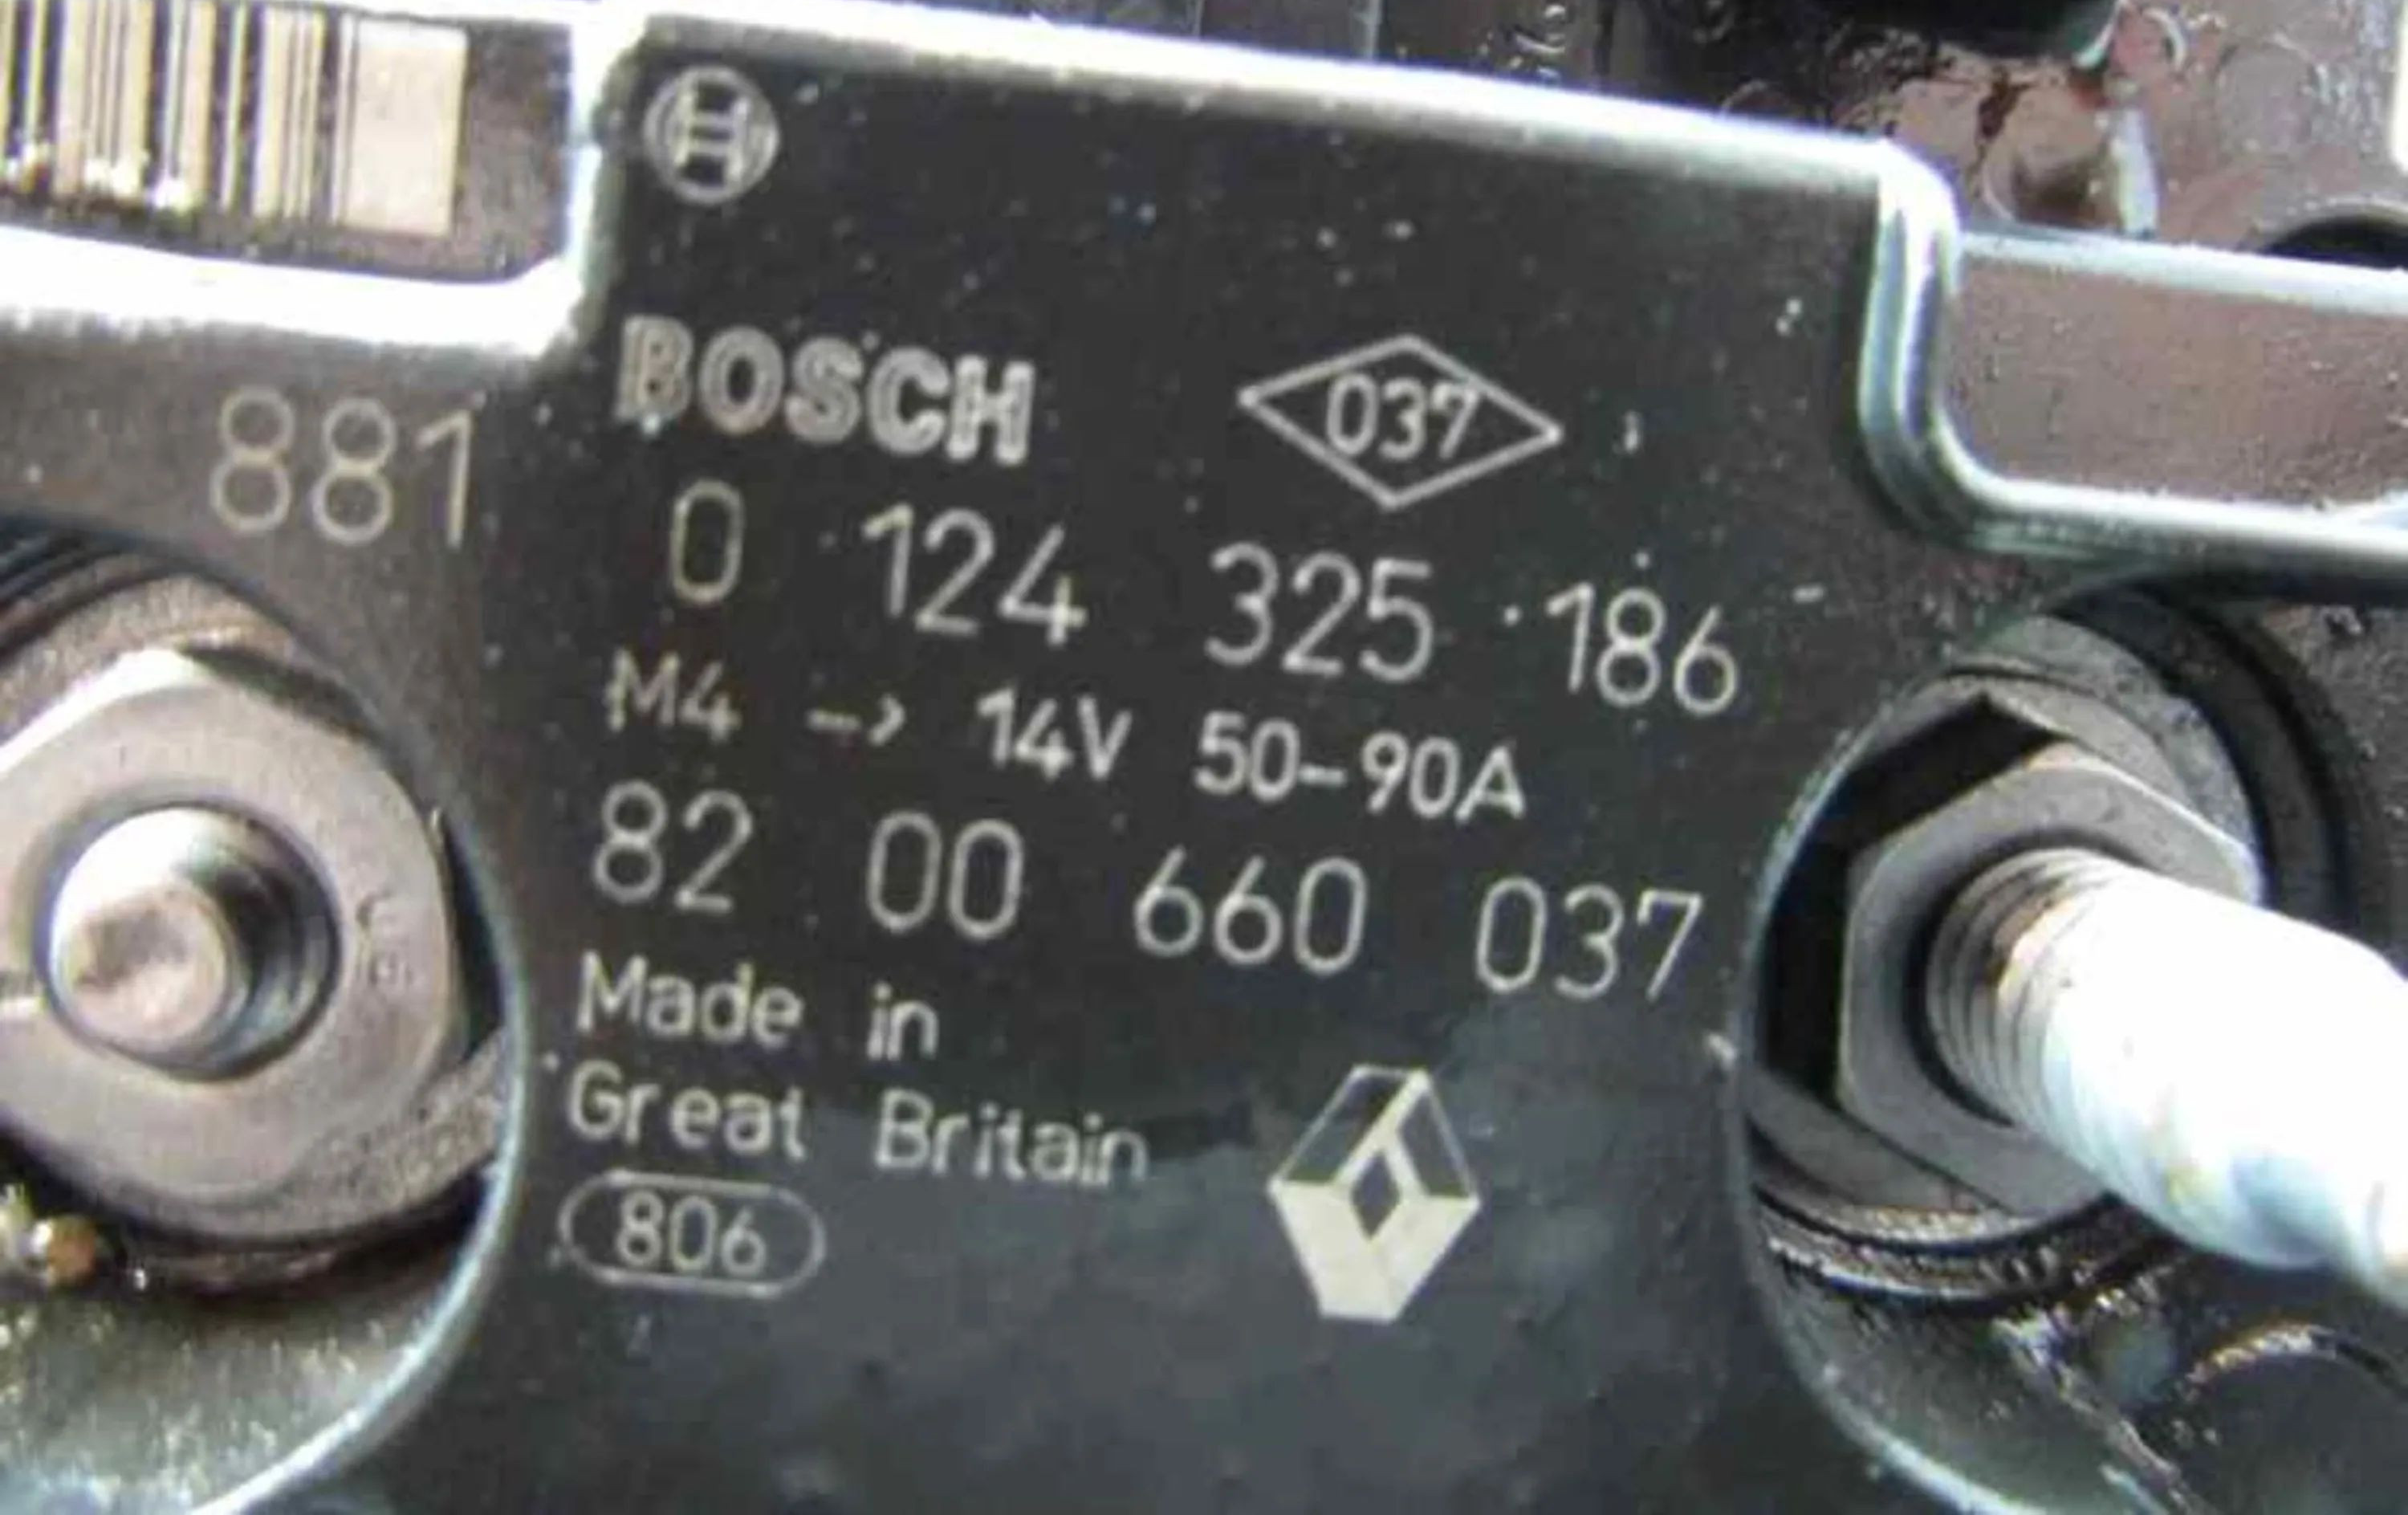 881
BOSCH
037
0 124 325 186
M4 -> 14V 50-90A
82 00 660 037
Made in
Great Britain
806